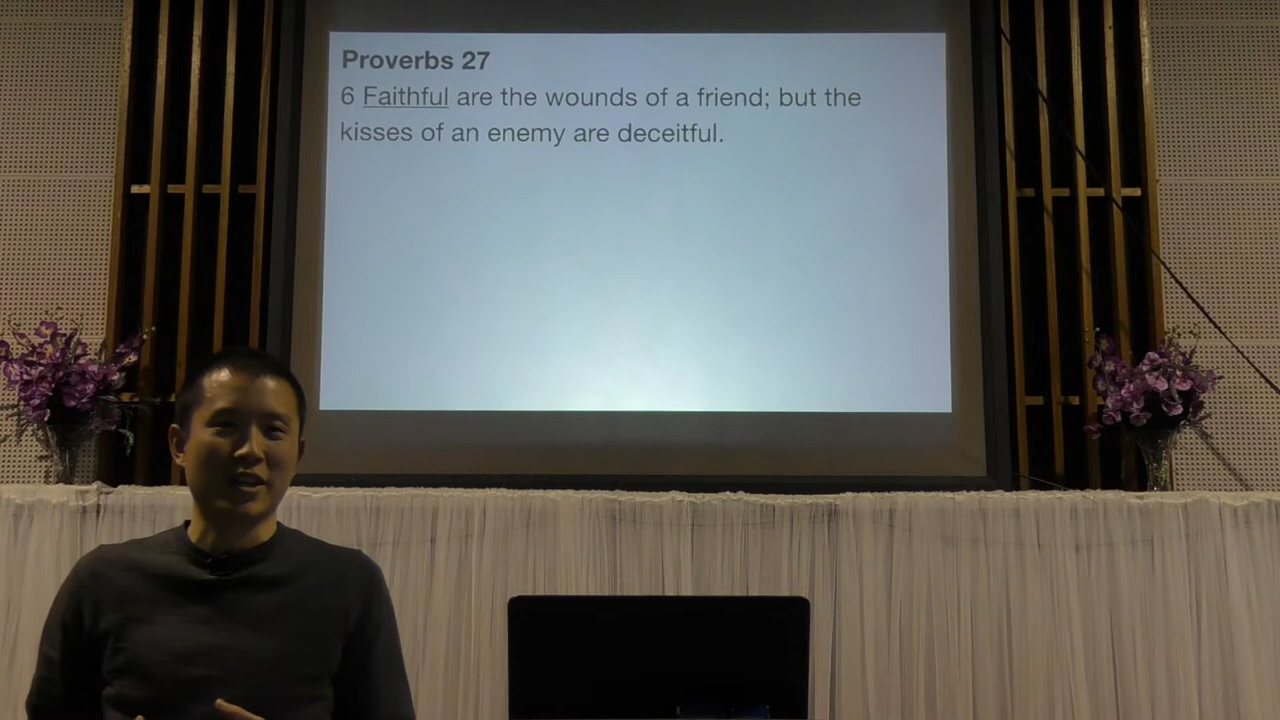 Proverbs 27
6 Faithful are the wounds of a friend; but the
kisses of an enemy are deceitful.